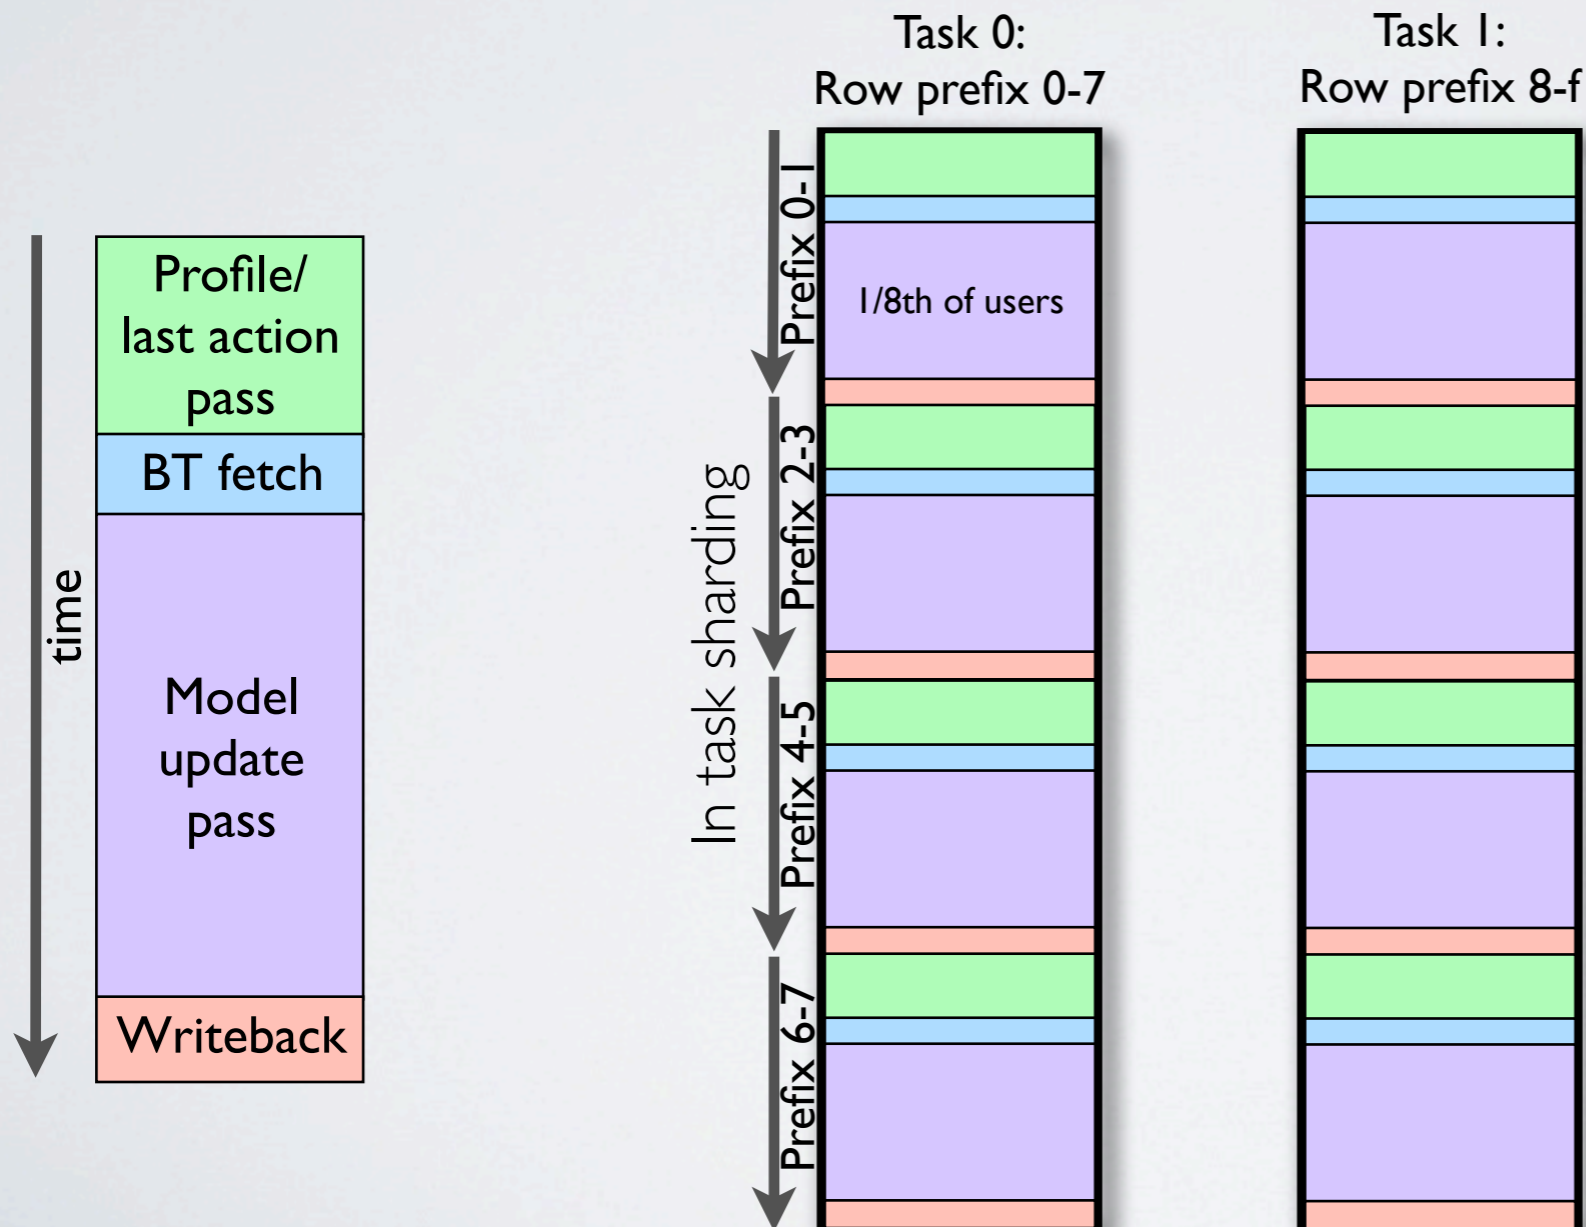 Task 0:
Row prefix 0-7
Task 1:
Row prefix 8-f
time
Profile/
last action
pass
BT fetch
Model
update
pass
Writeback
In task sharding
Prefix 0-1
1/8th of users
Prefix 2-3
Prefix 4-5
Prefix 6-7